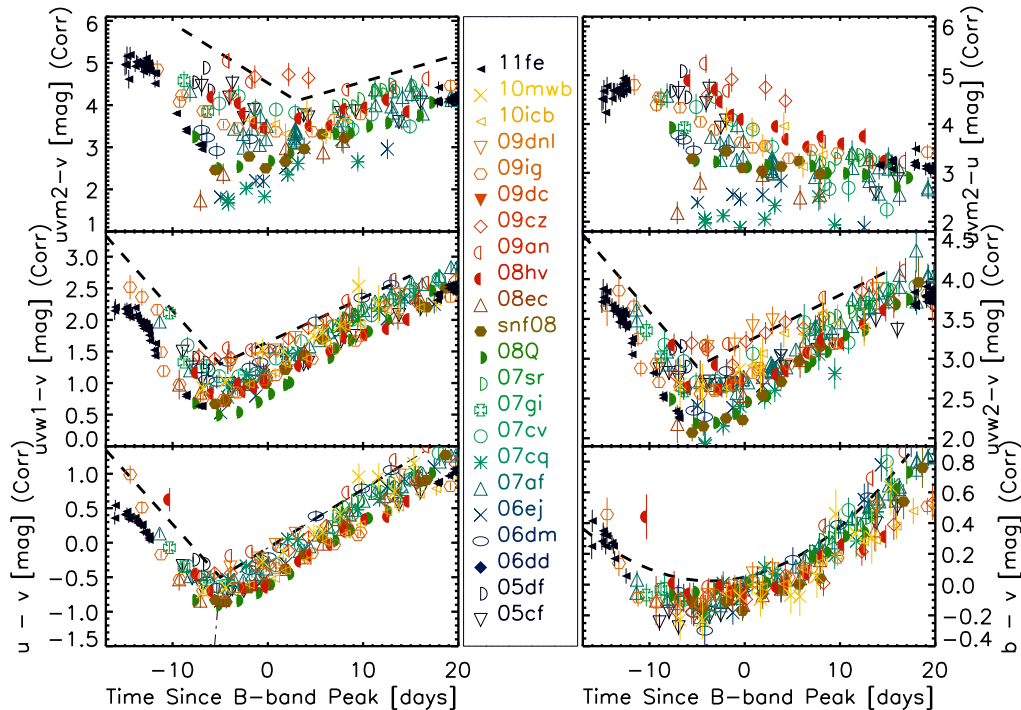 uvm2-v [mag] (Corr)
6
5
4
3
2
1
uvw1-v [mag] (Corr)
3.0
2.5
2.0
1.5
1.0
0.5
0.0
u - v [mag] (Corr)
1.0
0.5
0.0
-0.5
-1.0
-1.5
-10 0 10 20
Time Since B-band Peak [days]
11fe
10mwb
10icb
09dnl
09ig
09dc
09cz
09an
08hv
08ec
snf08
08Q
07sr
07gi
07cv
07cq
07af
06ej
06dm
06dd
05df
05cf
uvm2-u [mag] (Corr)
6
5
4
3
2
uvw2-v [mag] (Corr)
4.5
4.0
3.5
3.0
2.5
2.0
b - v [mag] (Corr)
0.8
0.6
0.4
0.2
0.0
-0.2
-0.4
-10 0 10 20
Time Since B-band Peak [days]